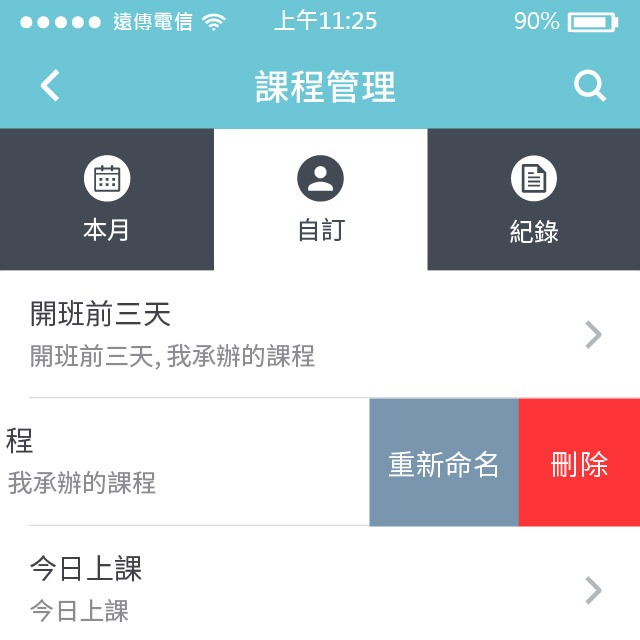 遠傳電信 上午11:25 90%
課程管理
本月 自訂 紀錄
開班前三天
開班前三天, 我承辦的課程
程
我承辦的課程
重新命名 刪除
今日上課
今日上課